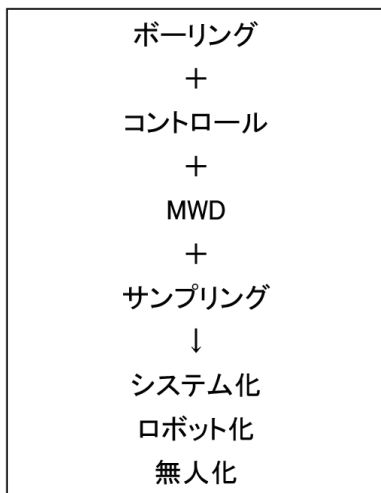 ボーリング
＋
コントロール
＋
MWD
＋
サンプリング
↓
システム化
ロボット化
無人化